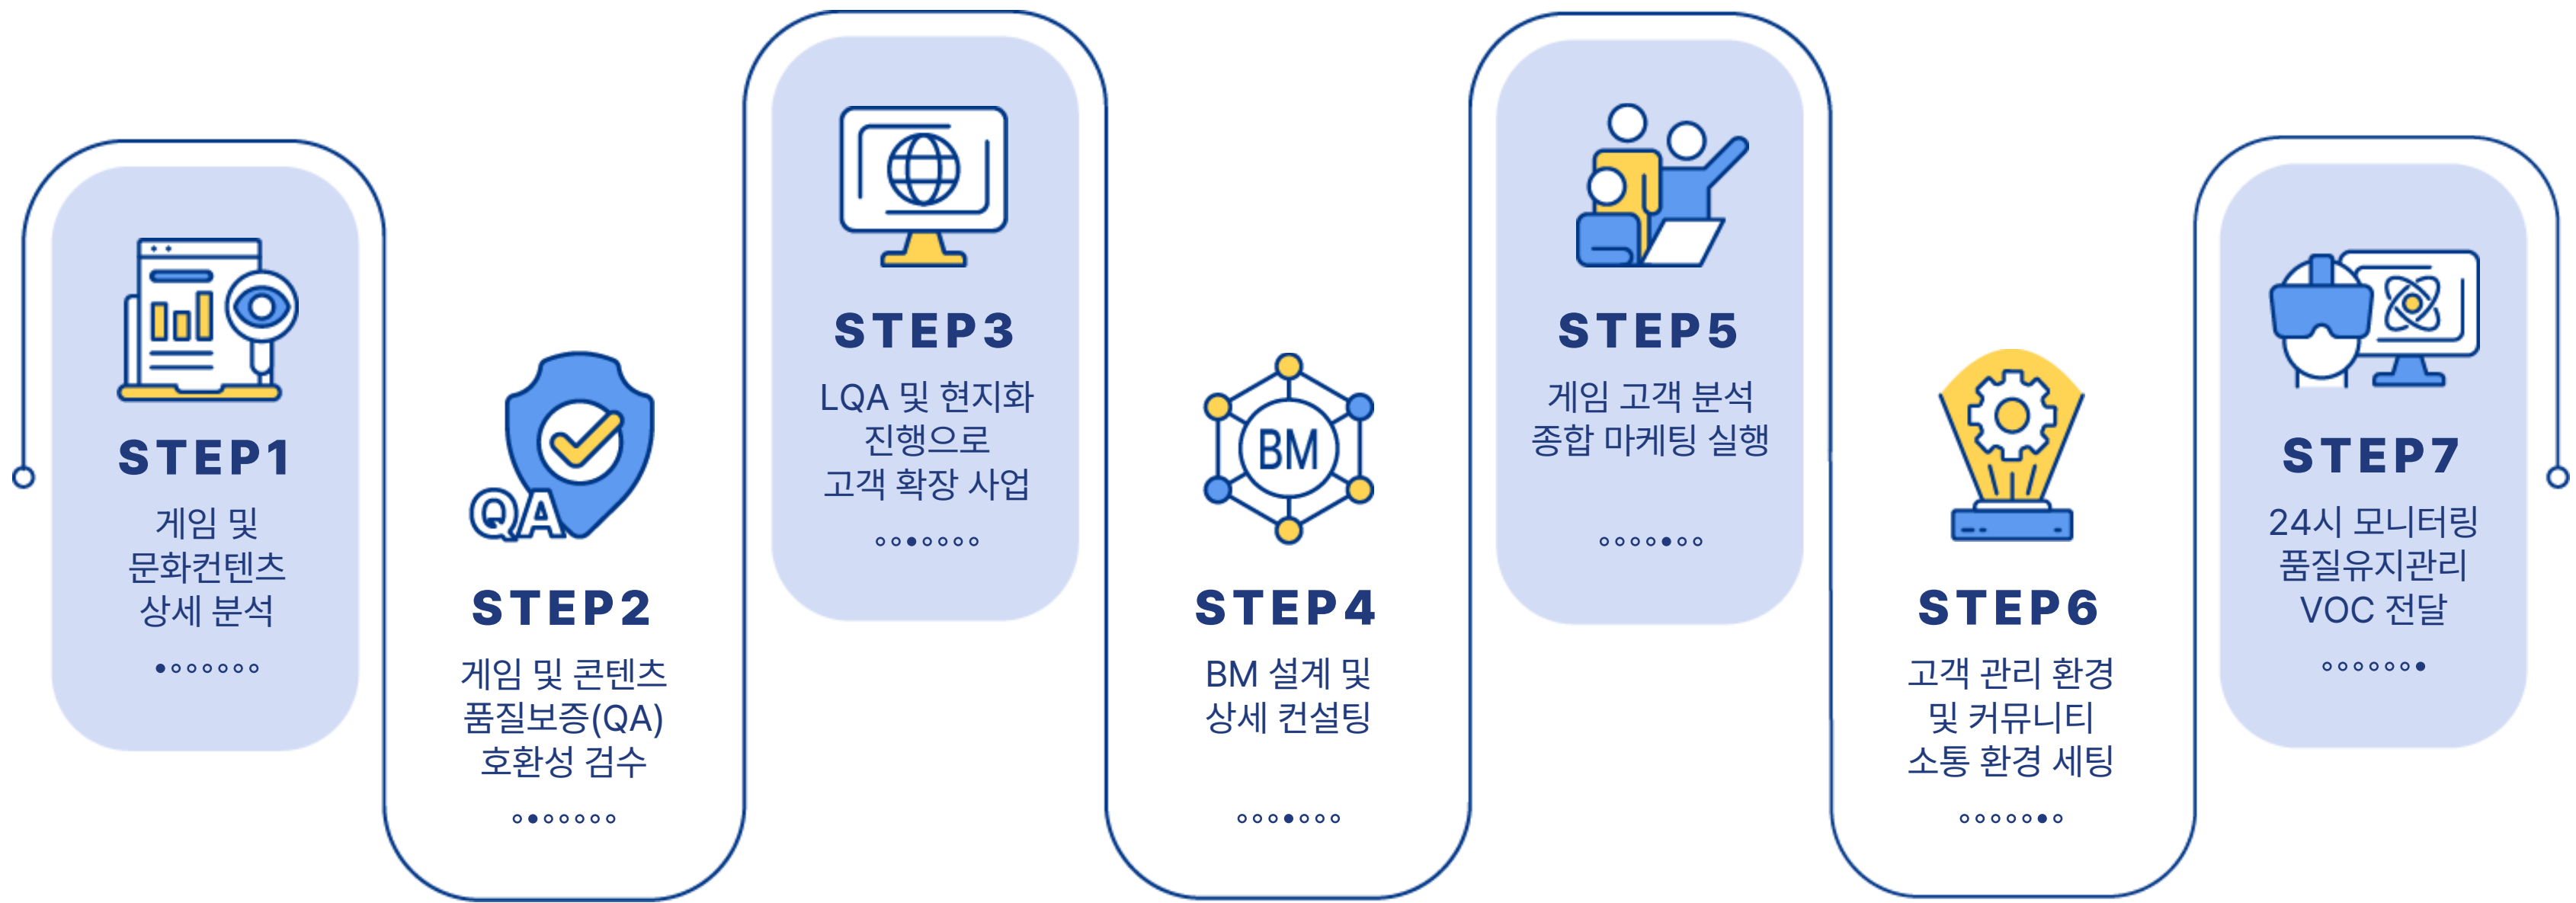 STEP1
게임 및
문화컨텐츠
상세 분석
QA
STEP2
게임 및 콘텐츠
품질보증(QA)
호환성 검수
STEP3
LQA 및 현지화
진행으로
고객 확장 사업
BM
STEP4
BM 설계 및
상세 컨설팅
STEP5
게임 고객 분석
종합 마케팅 실행
STEP6
고객 관리 환경
및 커뮤니티
소통 환경 세팅
STEP7
24시 모니터링
품질유지관리
VOC 전달